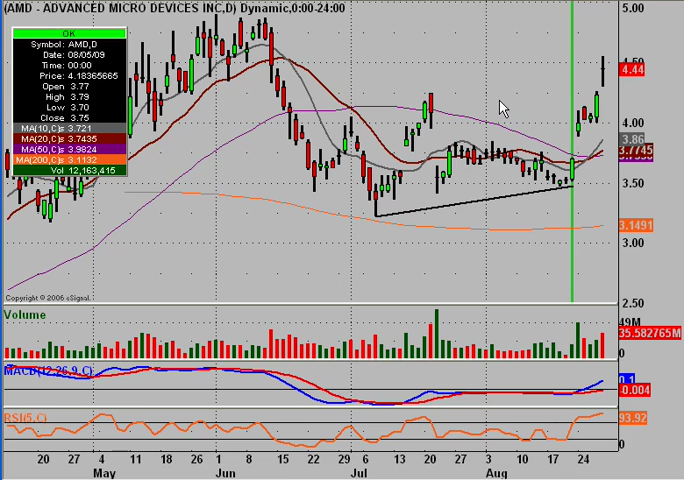 (AMD - ADVANCED MICRO DEVICES INC,D) Dynamic,0:00-24:00
OK
Symbol: AMD,D
Date: 08/05/09
Time: 00:00
Price: 4.18365665
Open 3.77
High 3.79
Low 3.70
Close 3.75
MA(10,C)= 3.721
MA(20,C)= 3.7435
MA(50,C)= 3.9824
MA(200,C)= 3.1132
Vol 12,163,415
5.00
4.50
4.44
4.00
3.86
3.7745
3.50
3.1491
3.00
2.50
Copyright © 2006 eSignal.
Volume
49M
35.582765M
0
MACD(12,26,9,C)
0.1
-0.004
RSI(5,C)
93.92
0
20 27 4 11 18 26 1 8 15 22 29 6 13 20 27 3 10 17 24
May Jun Jul Aug